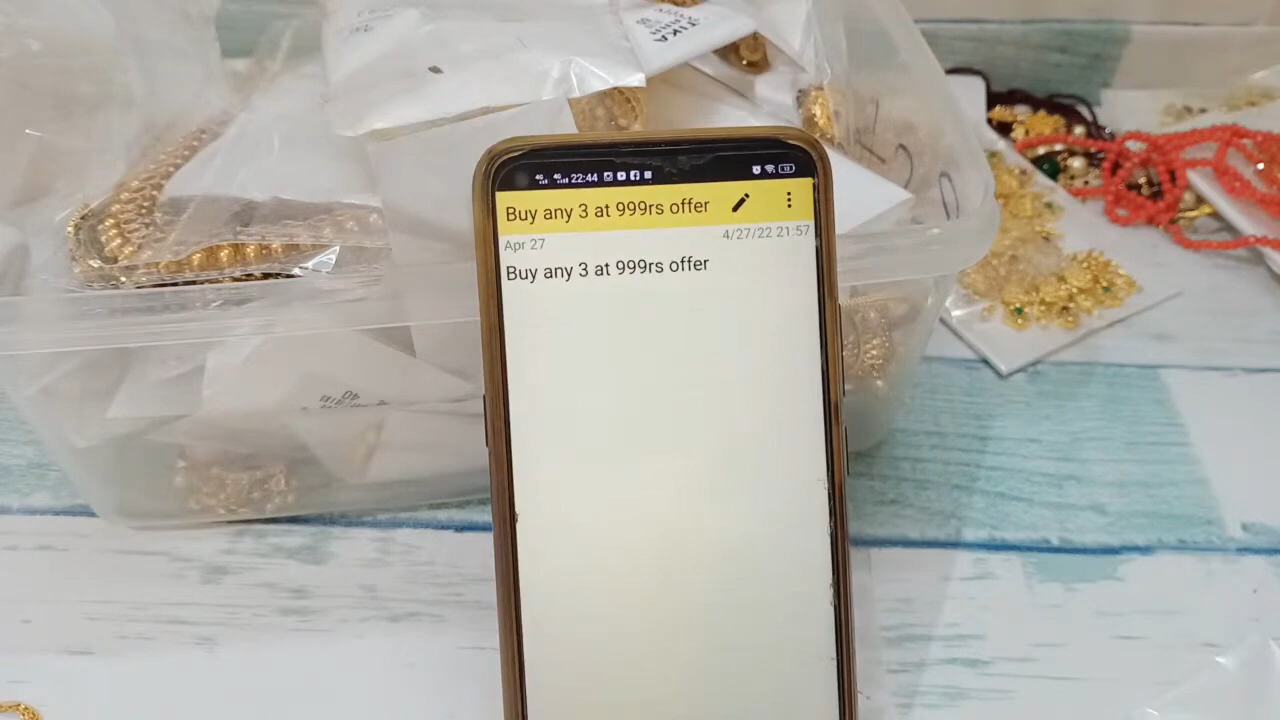 TIKA
22:44
Buy any 3 at 999rs offer
Apr 27
4/27/22 21:57
Buy any 3 at 999rs offer